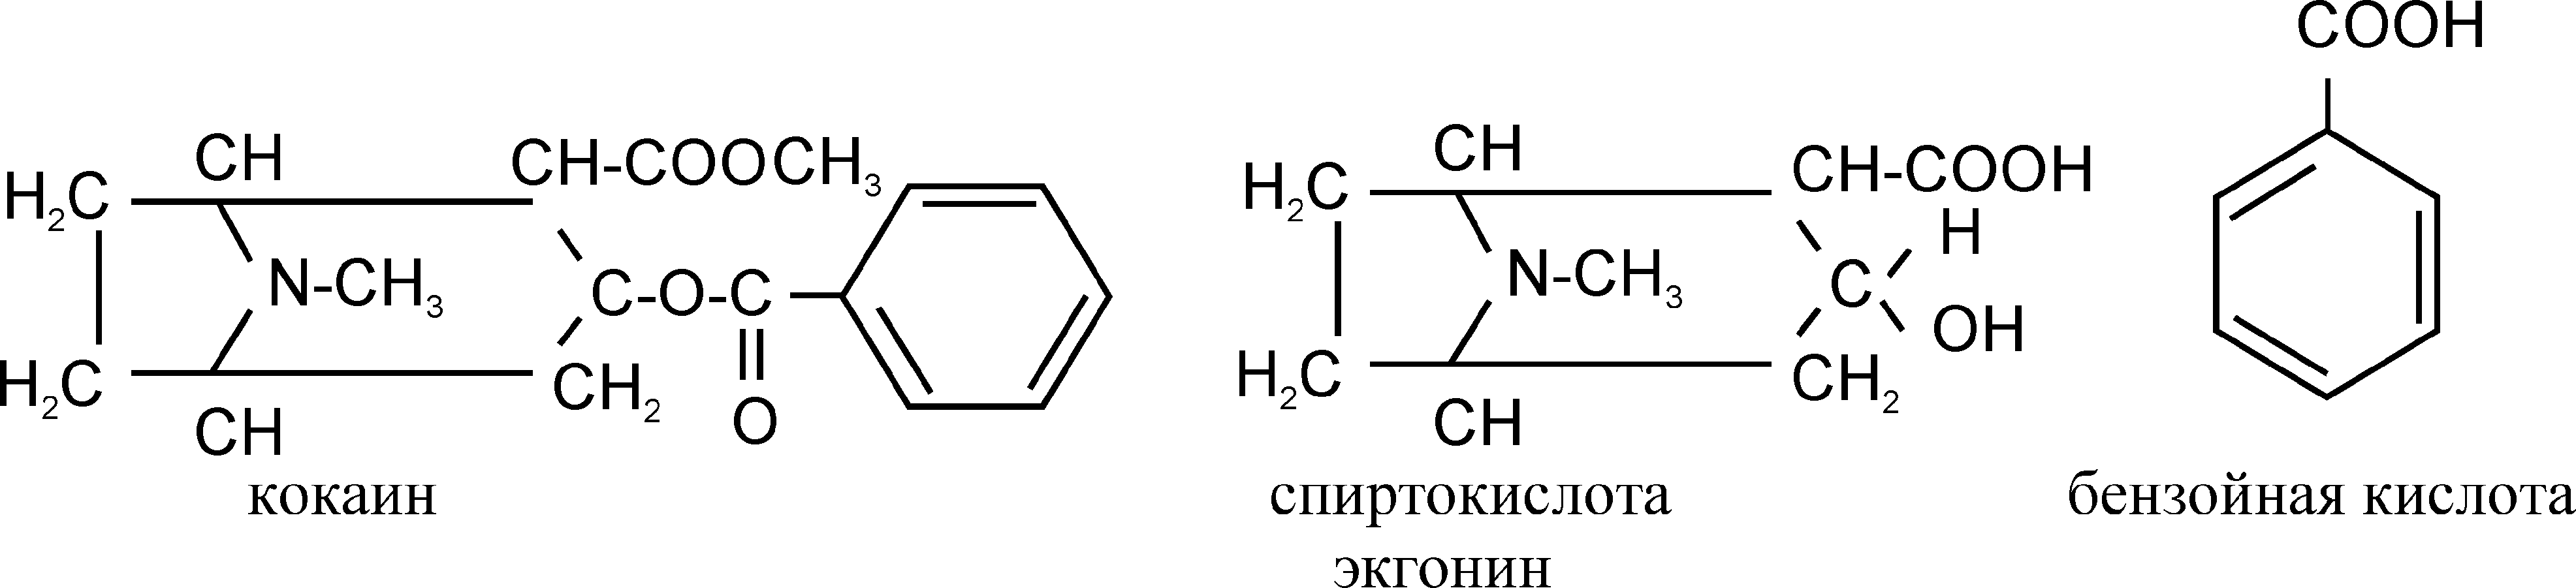 COOH
CH CH-COOCH3 CH CH-COOH
H2C H2C H
N-CH3 C-O-C N-CH3 C
OH
H2C CH2 O H2C CH2
CH CH
кокаин спиртокислота бензойная кислота
экгонин